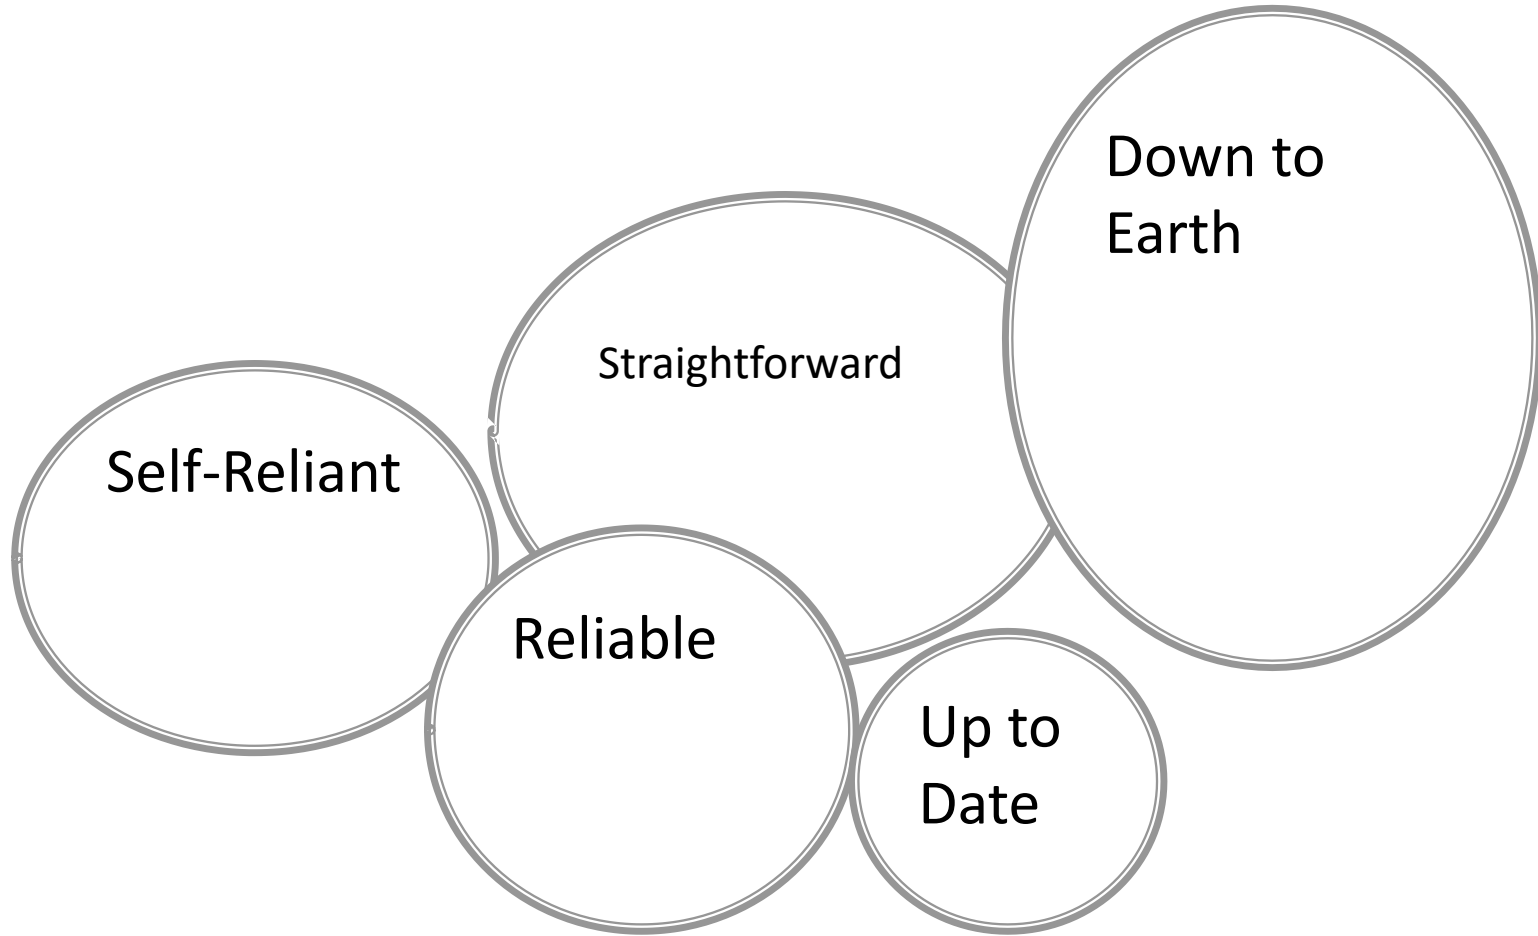 Down to
Earth
Straightforward
Self-Reliant
Reliable
Up to
Date